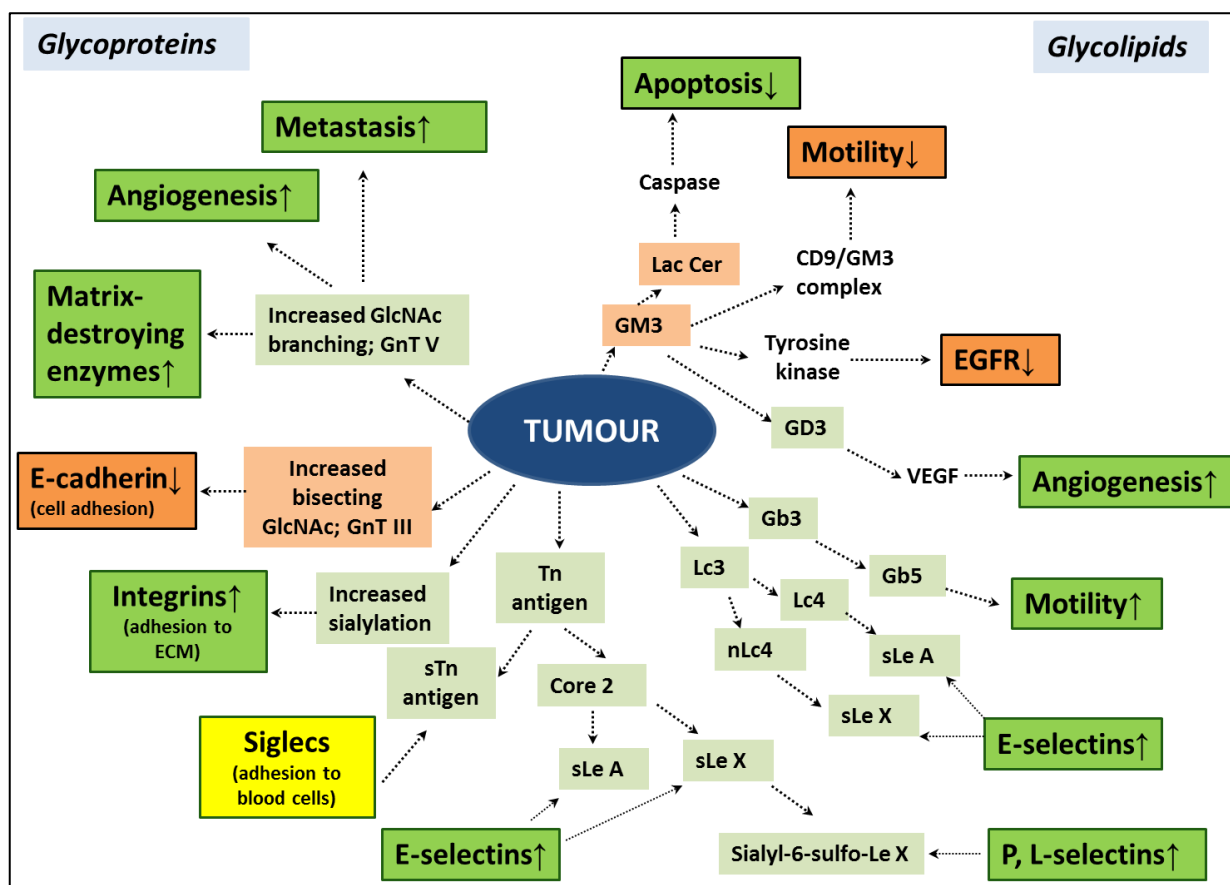 Glycoproteins
Glycolipids
Apoptosis↓
Metastasis↑
Motility↓
Angiogenesis↑
Caspase
Lac Cer
CD9/GM3
complex
Matrix-
destroying
enzymes↑
Increased GlcNAc
branching; GnT V
GM3
Tyrosine
kinase
EGFR↓
TUMOUR
GD3
VEGF
Angiogenesis↑
E-cadherin↓
(cell adhesion)
Increased
bisecting
GlcNAc; GnT III
Gb3
Lc3
Gb5
Motility↑
Integrins↑
(adhesion to
ECM)
Increased
sialylation
Tn
antigen
Lc4
nLc4
sLe A
sTn
antigen
Core 2
sLe X
E-selectins↑
Siglecs
(adhesion to
blood cells)
sLe A
sLe X
E-selectins↑
Sialyl-6-sulfo-Le X
P, L-selectins↑